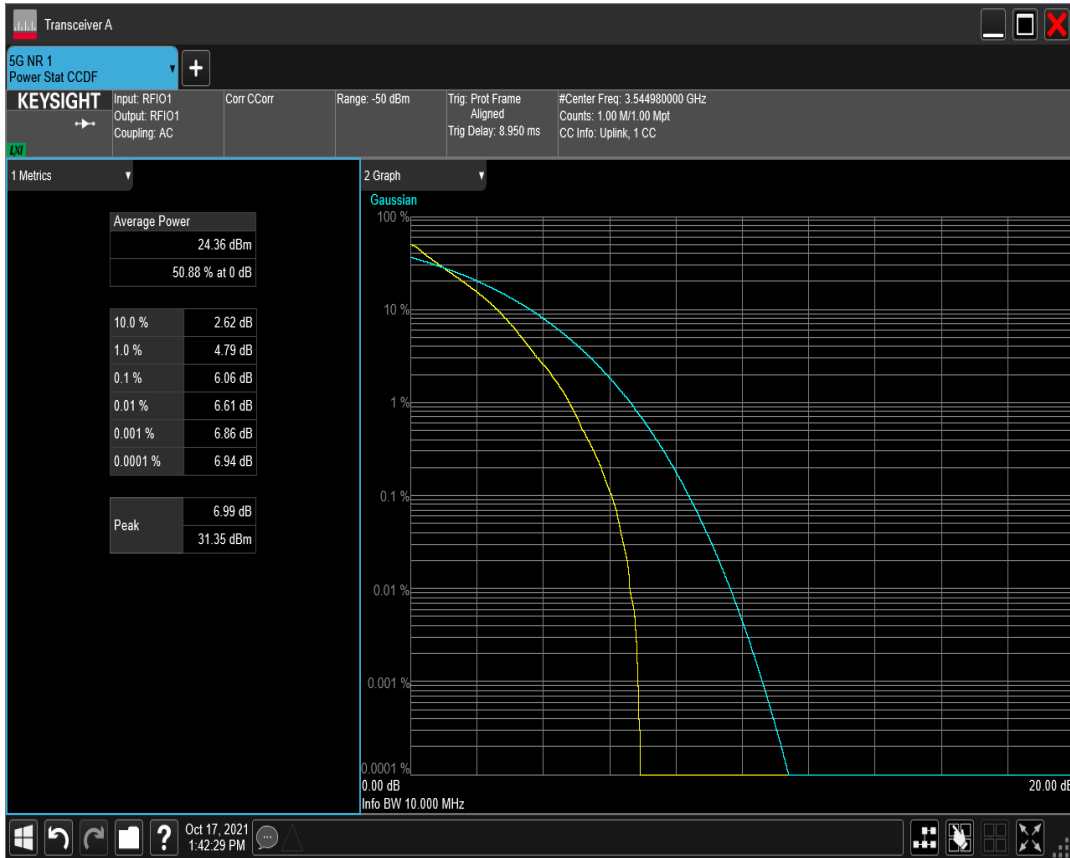 Transceiver A
5G NR 1
Power Stat CCDF
KEYSIGHT
LXI
Input: RFIO1
Output: RFIO1
Coupling: AC
Corr CCorr
Range: -50 dBm
Trig: Prot Frame
Aligned
Trig Delay: 8.950 ms
#Center Freq: 3.544980000 GHz
Counts: 1.00 M/1.00 Mpt
CC Info: Uplink, 1 CC
1 Metrics
Average Power
24.36 dBm
50.88 % at 0 dB
10.0 % 2.62 dB
1.0 % 4.79 dB
0.1 % 6.06 dB
0.01 % 6.61 dB
0.001 % 6.86 dB
0.0001 % 6.94 dB
Peak 6.99 dB
31.35 dBm
2 Graph
Gaussian
100 %
10 %
1 %
0.1 %
0.01 %
0.001 %
0.0001 %
0.00 dB 20.00 dB
Info BW 10.000 MHz
Oct 17, 2021
1:42:29 PM